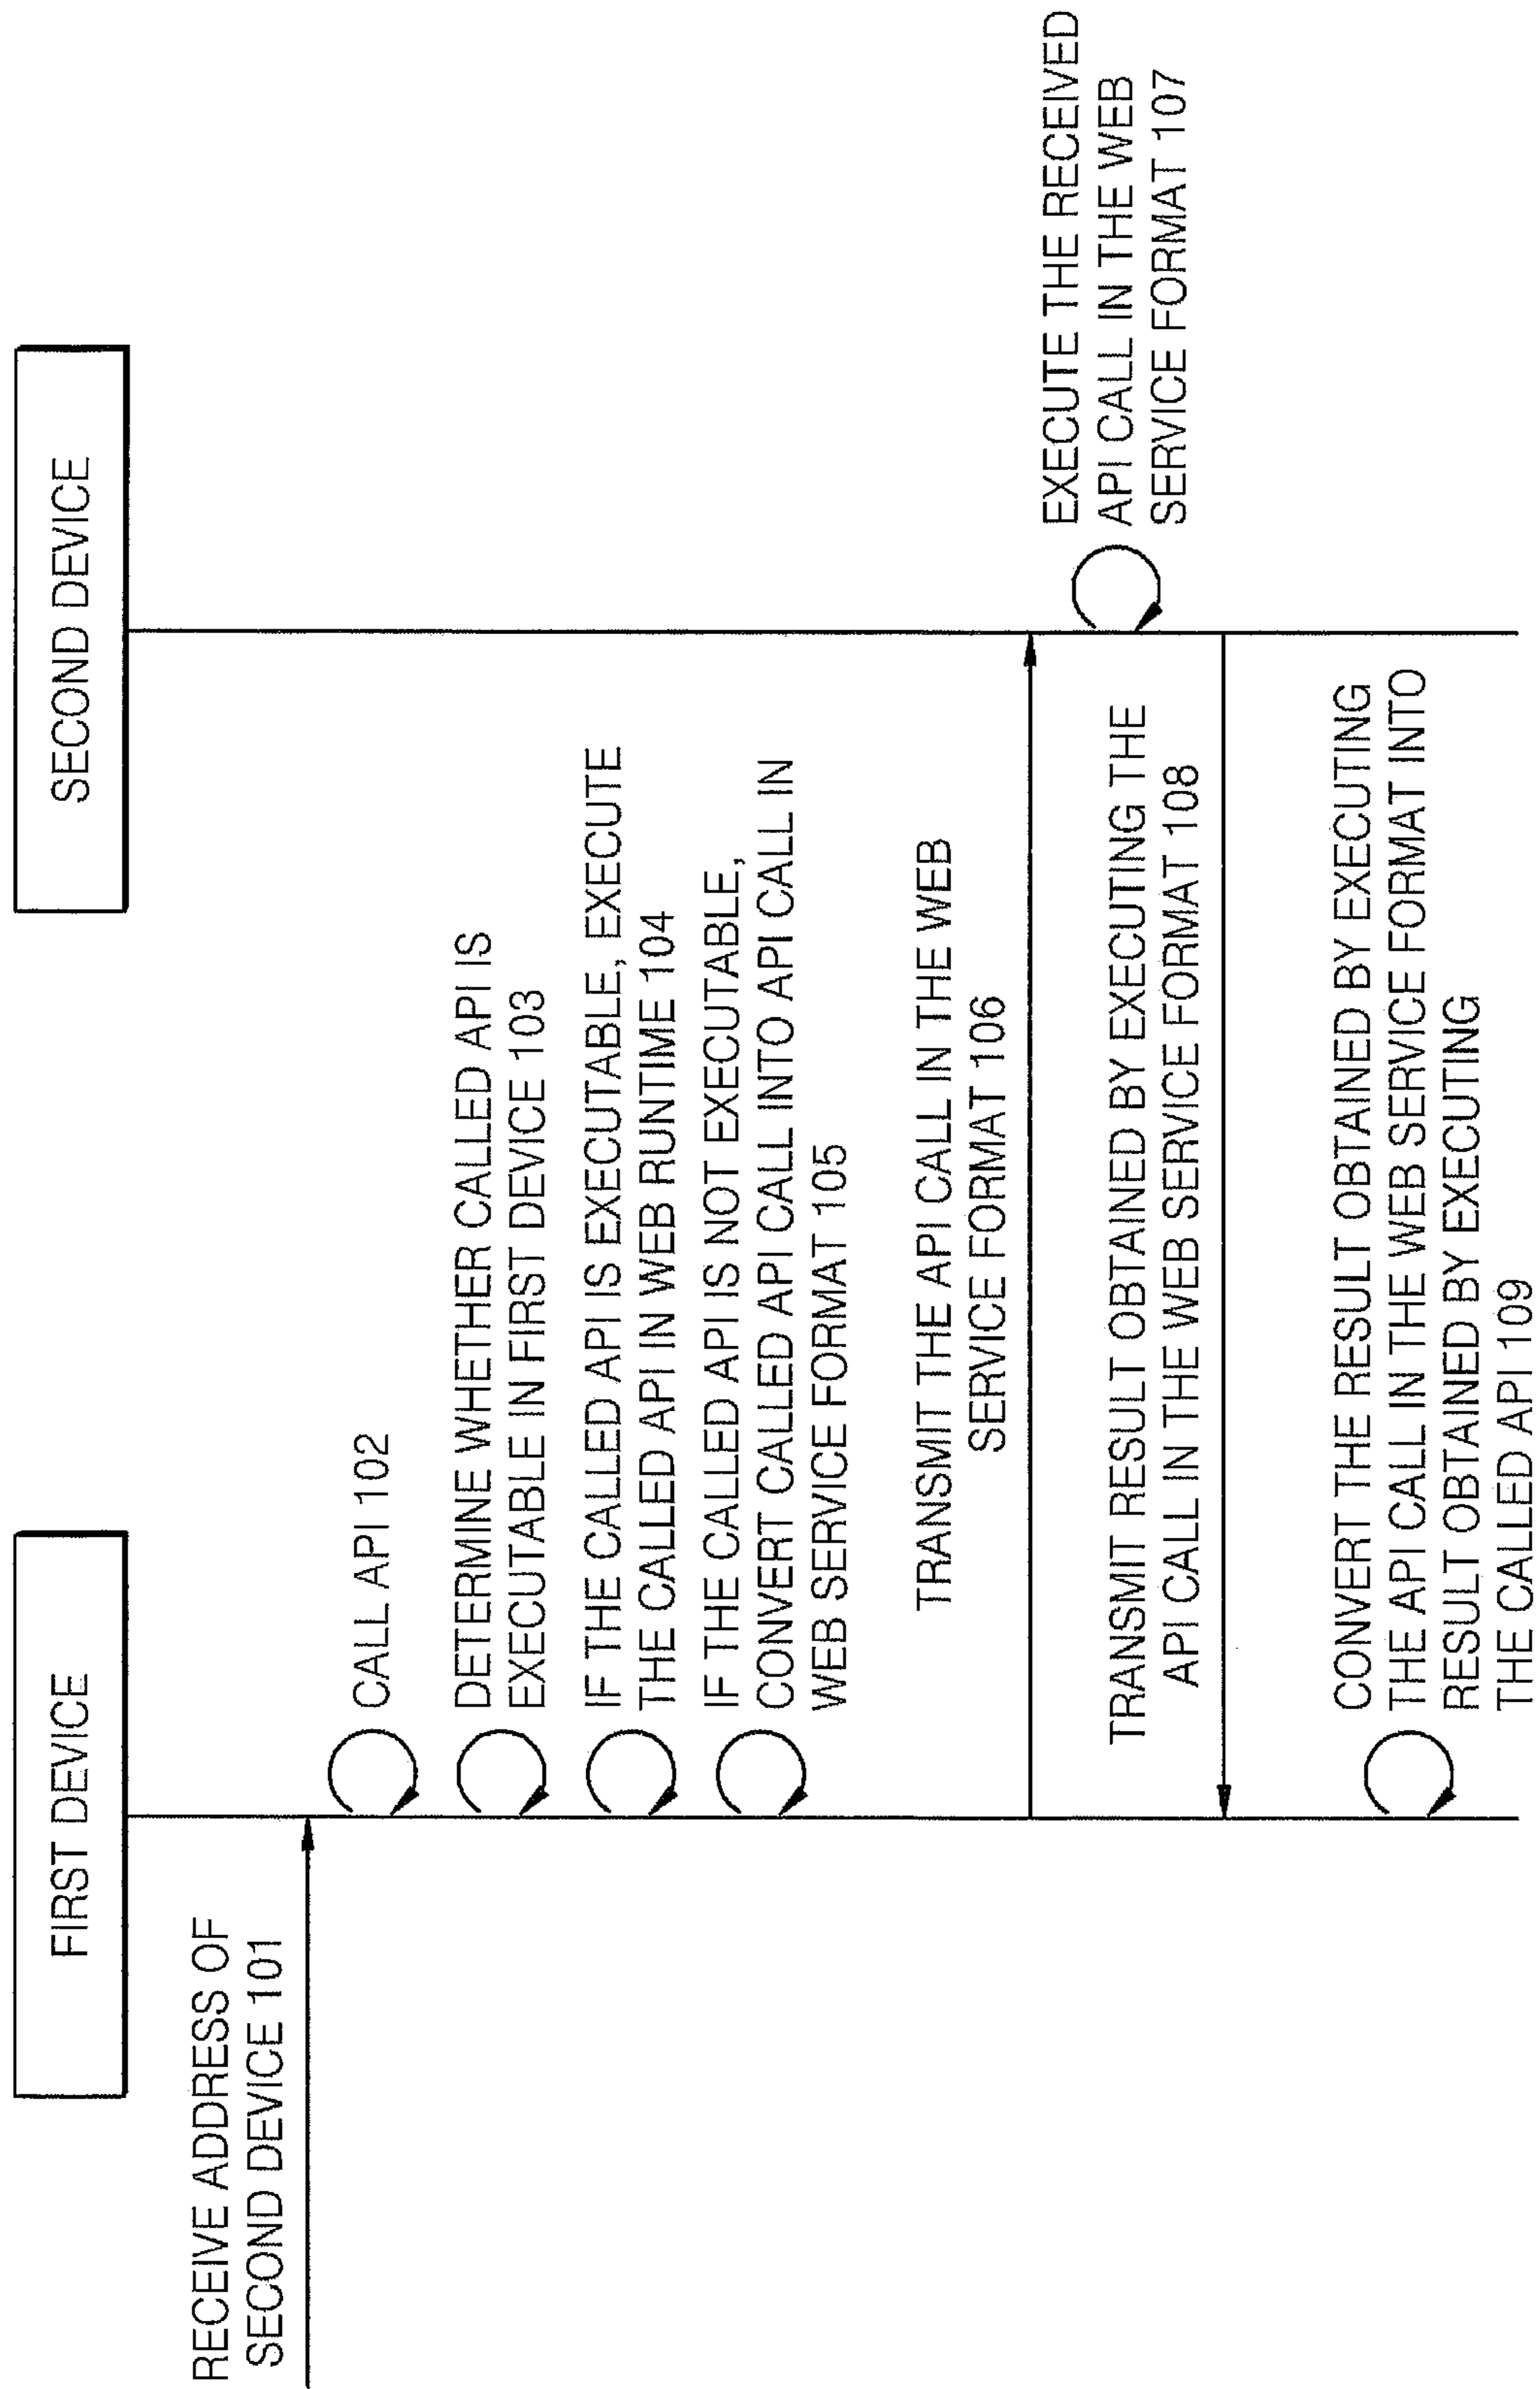 FIRST DEVICE
SECOND DEVICE
RECEIVE ADDRESS OF
SECOND DEVICE 101
CALL API 102
DETERMINE WHETHER CALLED API IS
EXECUTABLE IN FIRST DEVICE 103
IF THE CALLED API IS EXECUTABLE, EXECUTE
THE CALLED API IN WEB RUNTIME 104
IF THE CALLED API IS NOT EXECUTABLE,
CONVERT CALLED API CALL INTO API CALL IN
WEB SERVICE FORMAT 105
TRANSMIT THE API CALL IN THE WEB
SERVICE FORMAT 106
EXECUTE THE RECEIVED
API CALL IN THE WEB
SERVICE FORMAT 107
TRANSMIT RESULT OBTAINED BY EXECUTING THE
API CALL IN THE WEB SERVICE FORMAT 108
CONVERT THE RESULT OBTAINED BY EXECUTING
THE API CALL IN THE WEB SERVICE FORMAT INTO
RESULT OBTAINED BY EXECUTING
THE CALLED API 109